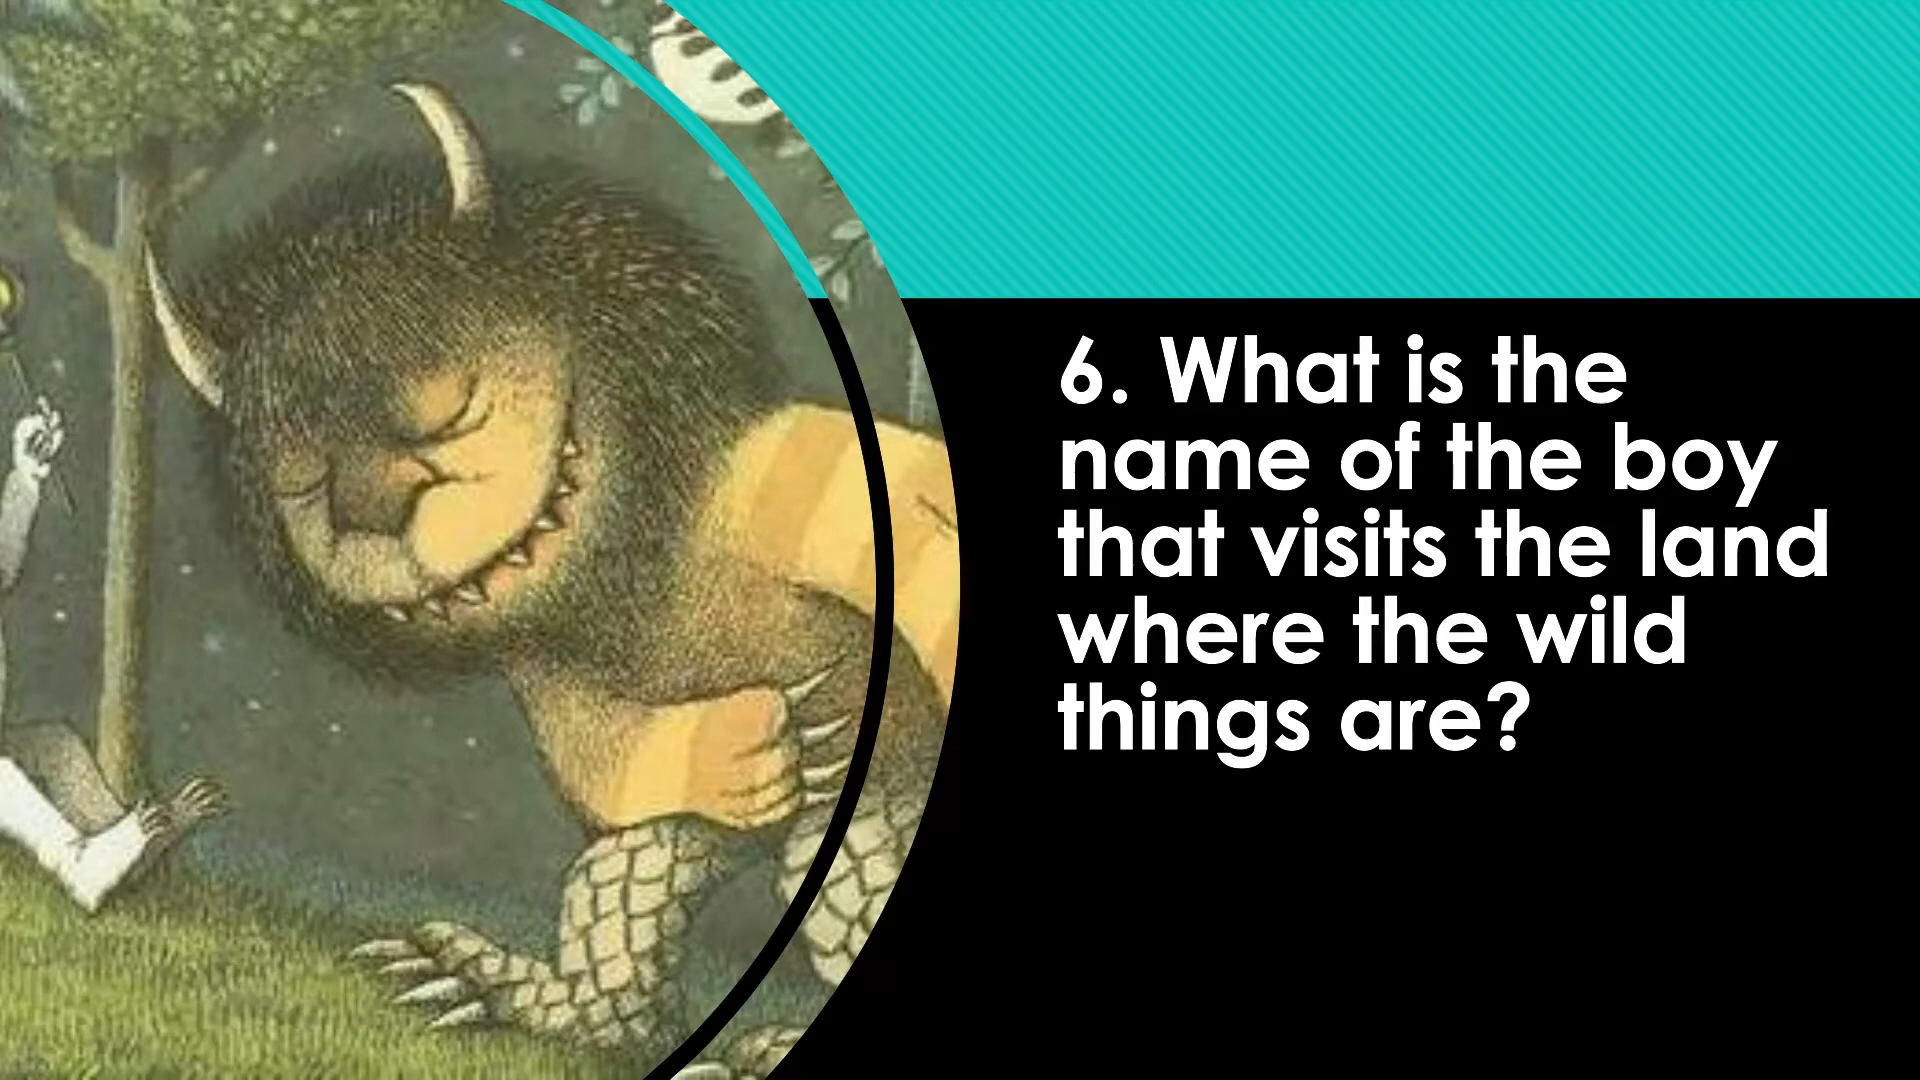 6. What is the
name of the boy
that visits the land
where the wild
things are?